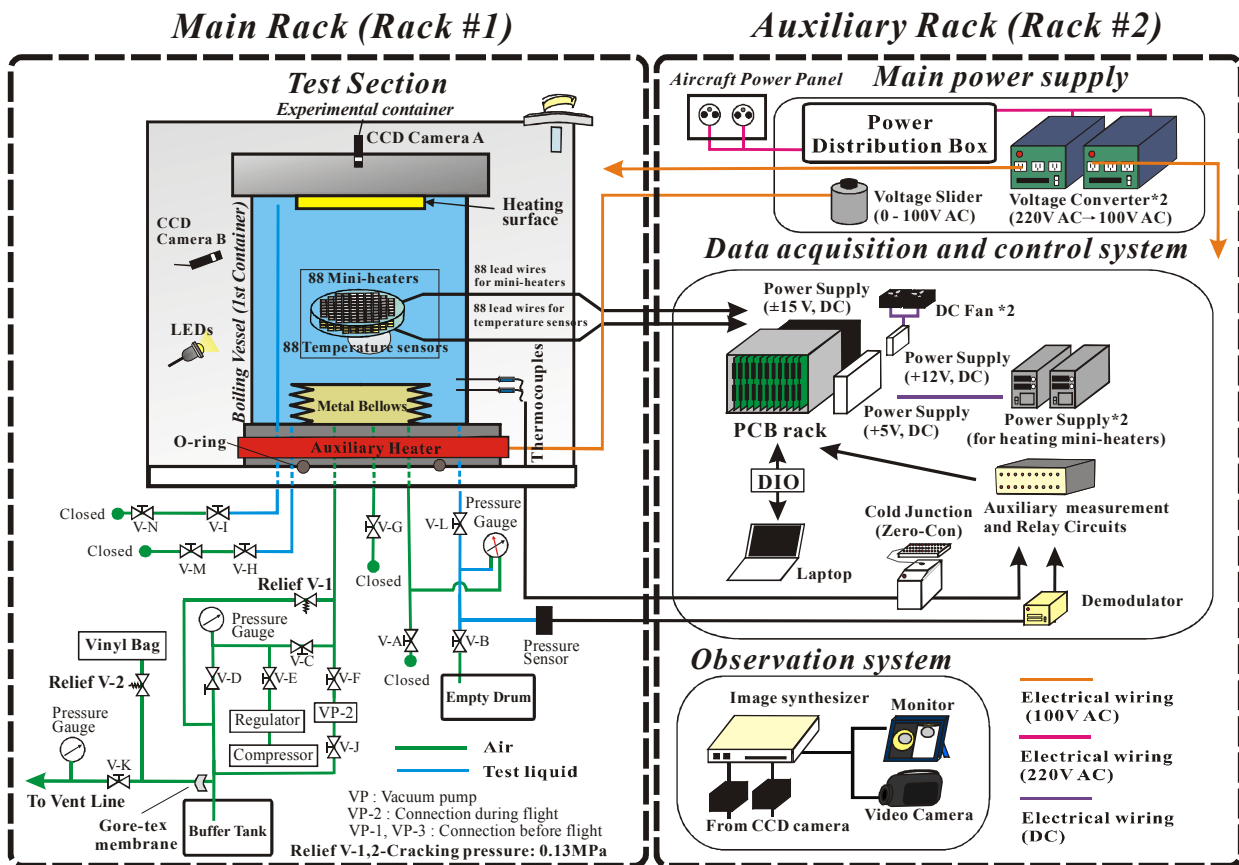 Main Rack (Rack #1)
Test Section
Experimental container
CCD Camera A
Heating
surface
CCD
Camera B
Boiling Vessel (1st Container)
88 Mini-heaters
88 lead wires
for mini-heaters
88 lead wires for
temperature sensors
88 Temperature sensors
LEDs
Metal Bellows
Thermocouples
O-ring
Auxiliary Heater
Closed
V-N
V-I
Closed
V-M
V-H
V-G
Closed
V-L
Pressure
Gauge
Relief V-1
Pressure
Gauge
V-C
V-A
Closed
V-B
Pressure
Sensor
Vinyl Bag
Relief V-2
V-D
V-E
V-F
Empty Drum
Pressure
Gauge
Regulator
VP-2
Compressor
V-J
V-K
To Vent Line
Gore-tex
membrane
Buffer Tank
Air
Test liquid
VP : Vacuum pump
VP-2 : Connection during flight
VP-1, VP-3 : Connection before flight
Relief V-1,2-Cracking pressure: 0.13MPa
Auxiliary Rack (Rack #2)
Aircraft Power Panel
Main power supply
Power
Distribution Box
Voltage Slider
(0 - 100V AC)
Voltage Converter*2
(220V AC→100V AC)
Data acquisition and control system
Power Supply
(±15 V, DC)
DC Fan *2
Power Supply
(+12V, DC)
Power Supply
(+5V, DC)
PCB rack
Power Supply*2
(for heating mini-heaters)
DIO
Cold Junction
(Zero-Con)
Auxiliary measurement
and Relay Circuits
Laptop
Demodulator
Observation system
Image synthesizer
Monitor
From CCD camera
Video Camera
Electrical wiring
(100V AC)
Electrical wiring
(220V AC)
Electrical wiring
(DC)